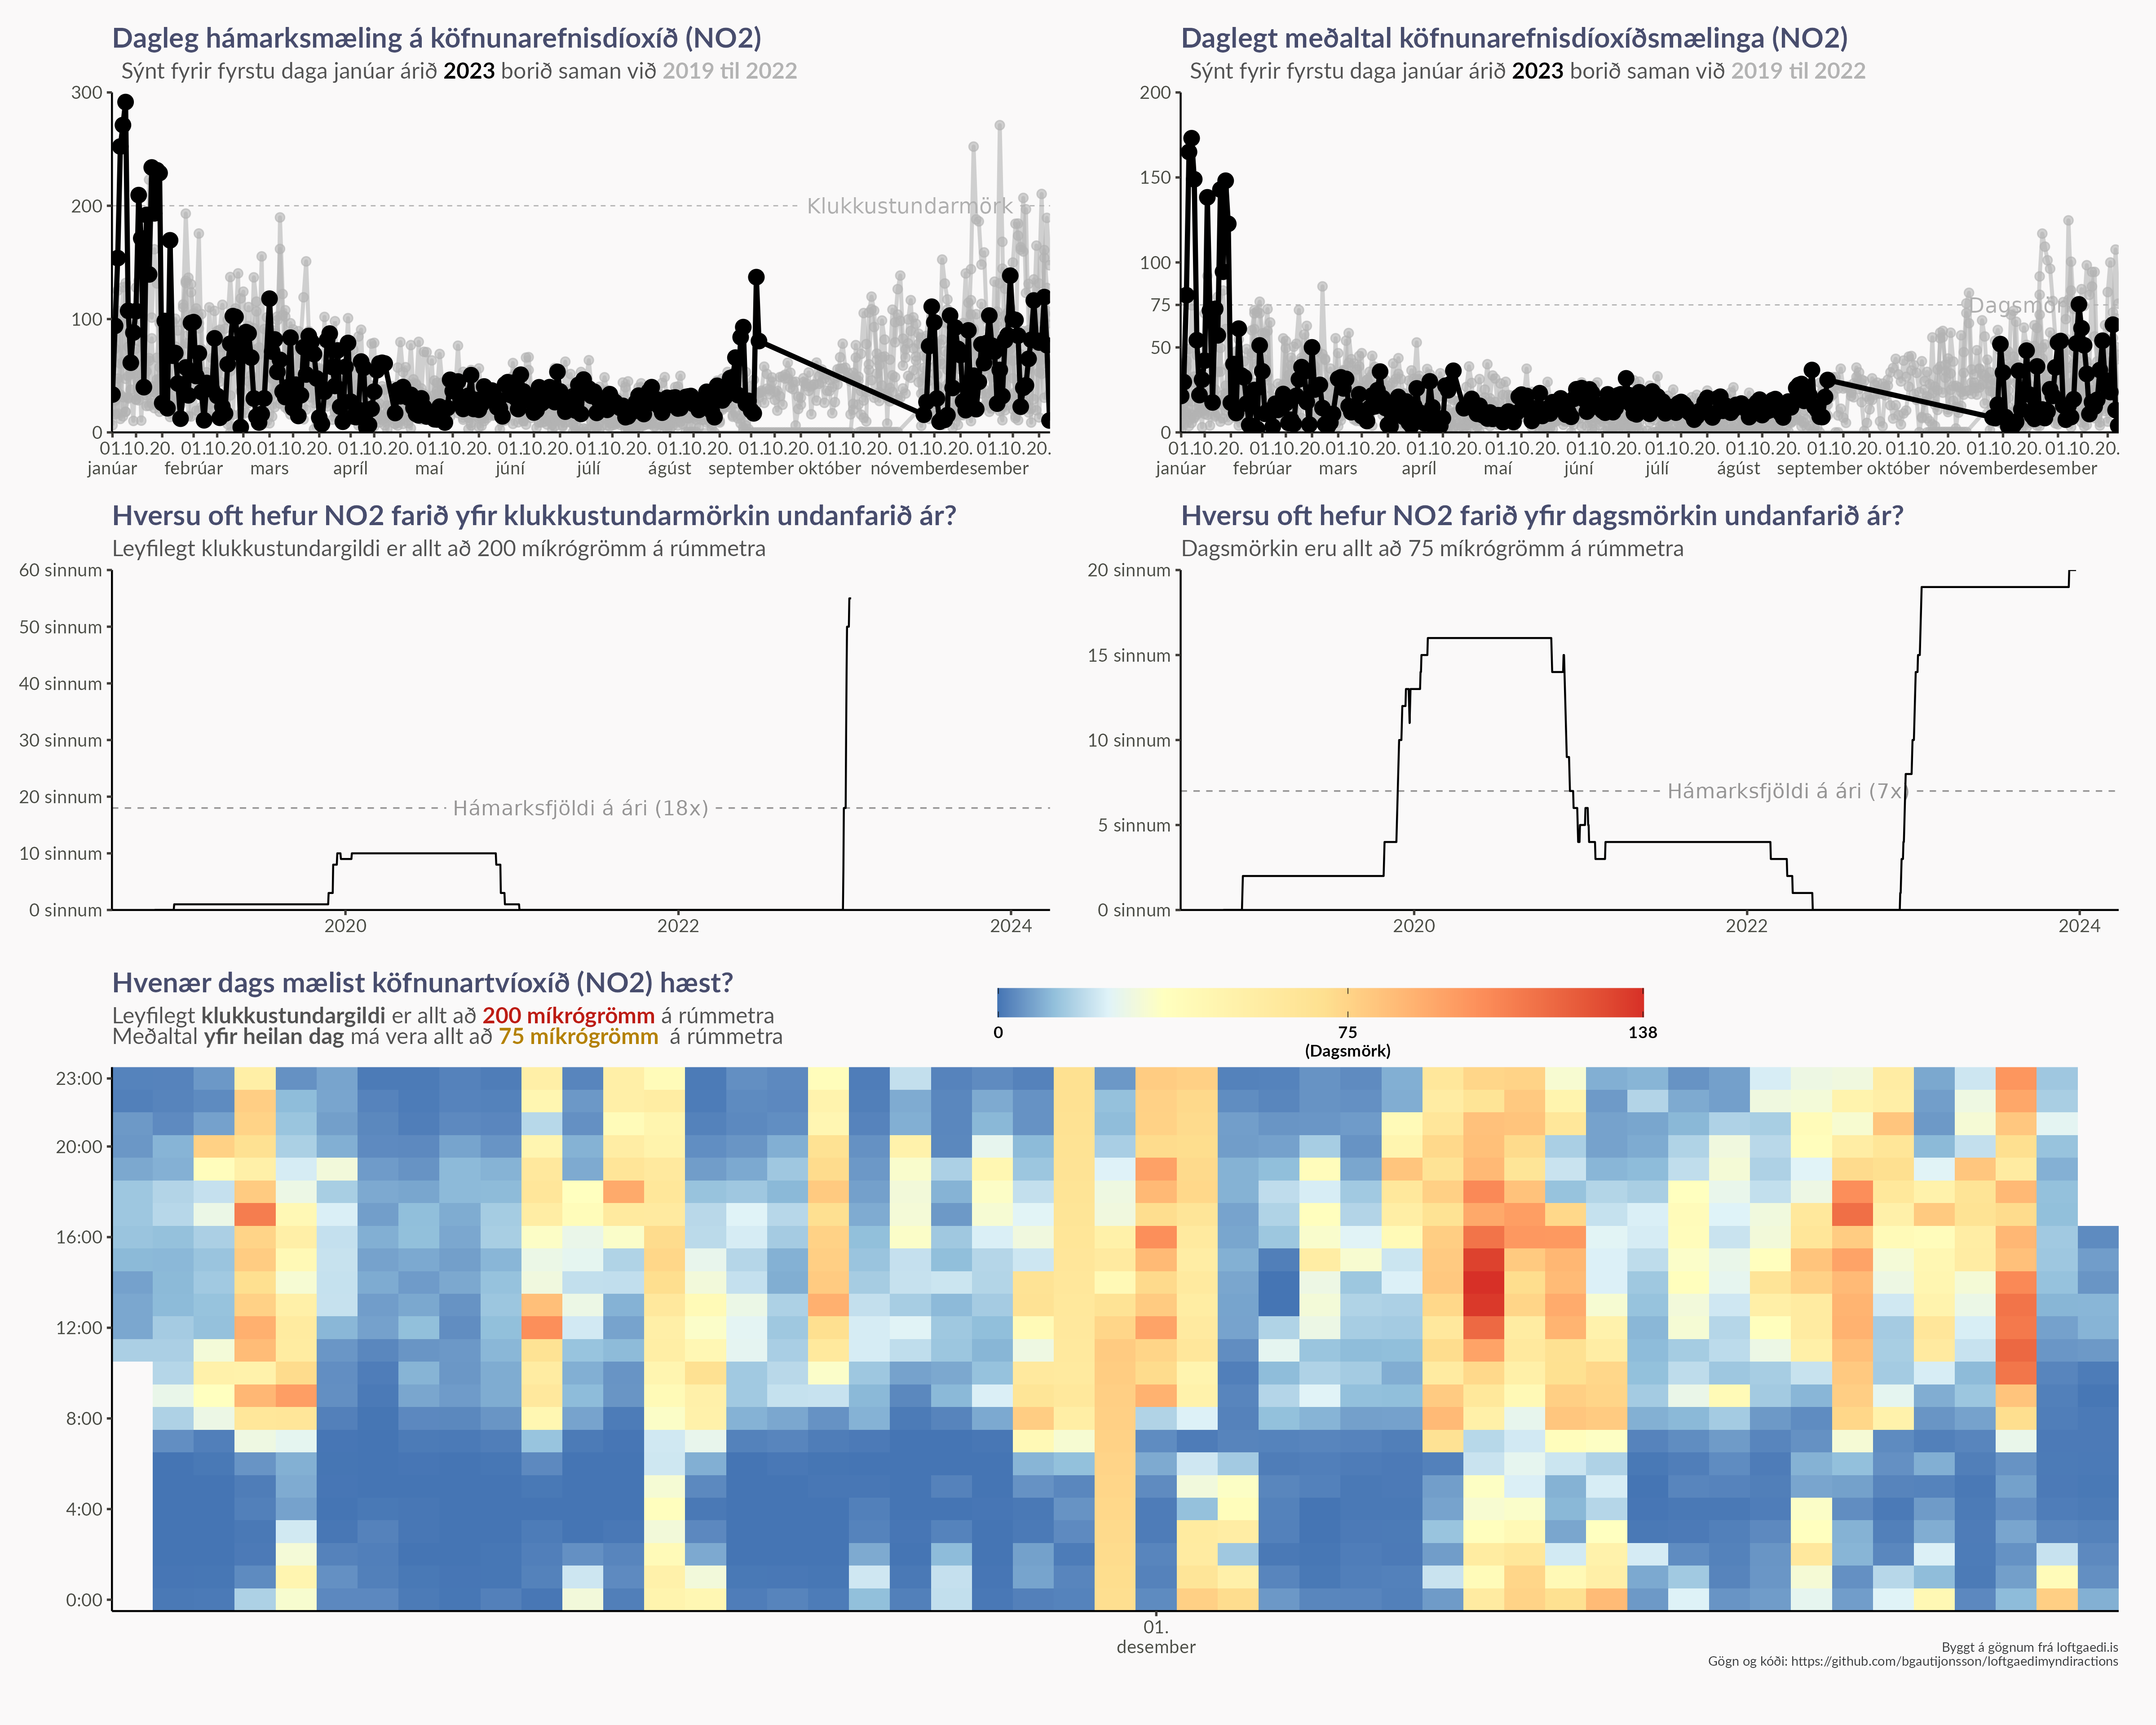 Dagleg hámarksmæling á köfnunarefnisdíoxíð (NO2)
Sýnt fyrir fyrstu daga janúar árið 2023 borið saman við 2019 til 2022
300
200
100
0
Klukkustundarmörk
01.10.20. 01.10.20. 01.10.20. 01.10.20. 01.10.20. 01.10.20. 01.10.20. 01.10.20. 01.10.20. 01.10.20. 01.10.20. 01.10.20.
janúar febrúar mars apríl maí júní júlí ágúst september október nóvember desember
Daglegt meðaltal köfnunarefnisdíoxíðsmælinga (NO2)
Sýnt fyrir fyrstu daga janúar árið 2023 borið saman við 2019 til 2022
200
150
100
75
50
0
Dagsmörk
01.10.20. 01.10.20. 01.10.20. 01.10.20. 01.10.20. 01.10.20. 01.10.20. 01.10.20. 01.10.20. 01.10.20. 01.10.20. 01.10.20.
janúar febrúar mars apríl maí júní júlí ágúst september október nóvember desember
Hversu oft hefur NO2 farið yfir klukkustundarmörkin undanfarið ár?
Leyfilegt klukkustundargildi er allt að 200 míkrógrömm á rúmmetra
60 sinnum
50 sinnum
40 sinnum
30 sinnum
20 sinnum
10 sinnum
0 sinnum
Hámarksfjöldi á ári (18x)
2020 2022 2024
Hversu oft hefur NO2 farið yfir dagsmörkin undanfarið ár?
Dagsmörkin eru allt að 75 míkrógrömm á rúmmetra
20 sinnum
15 sinnum
10 sinnum
5 sinnum
0 sinnum
Hámarksfjöldi á ári (7x)
2020 2022 2024
Hvenær dags mælist köfnunartvíoxíð (NO2) hæst?
Leyfilegt klukkustundargildi er allt að 200 míkrógrömm á rúmmetra
Meðaltal yfir heilan dag má vera allt að 75 míkrógrömm á rúmmetra
0 75 138
(Dagsmörk)
23:00
20:00
16:00
12:00
8:00
4:00
0:00
01.
desember
Byggt á gögnum frá loftgaedi.is
Gögn og kóði: https://github.com/bgautijonsson/loftgaedimyndiractions